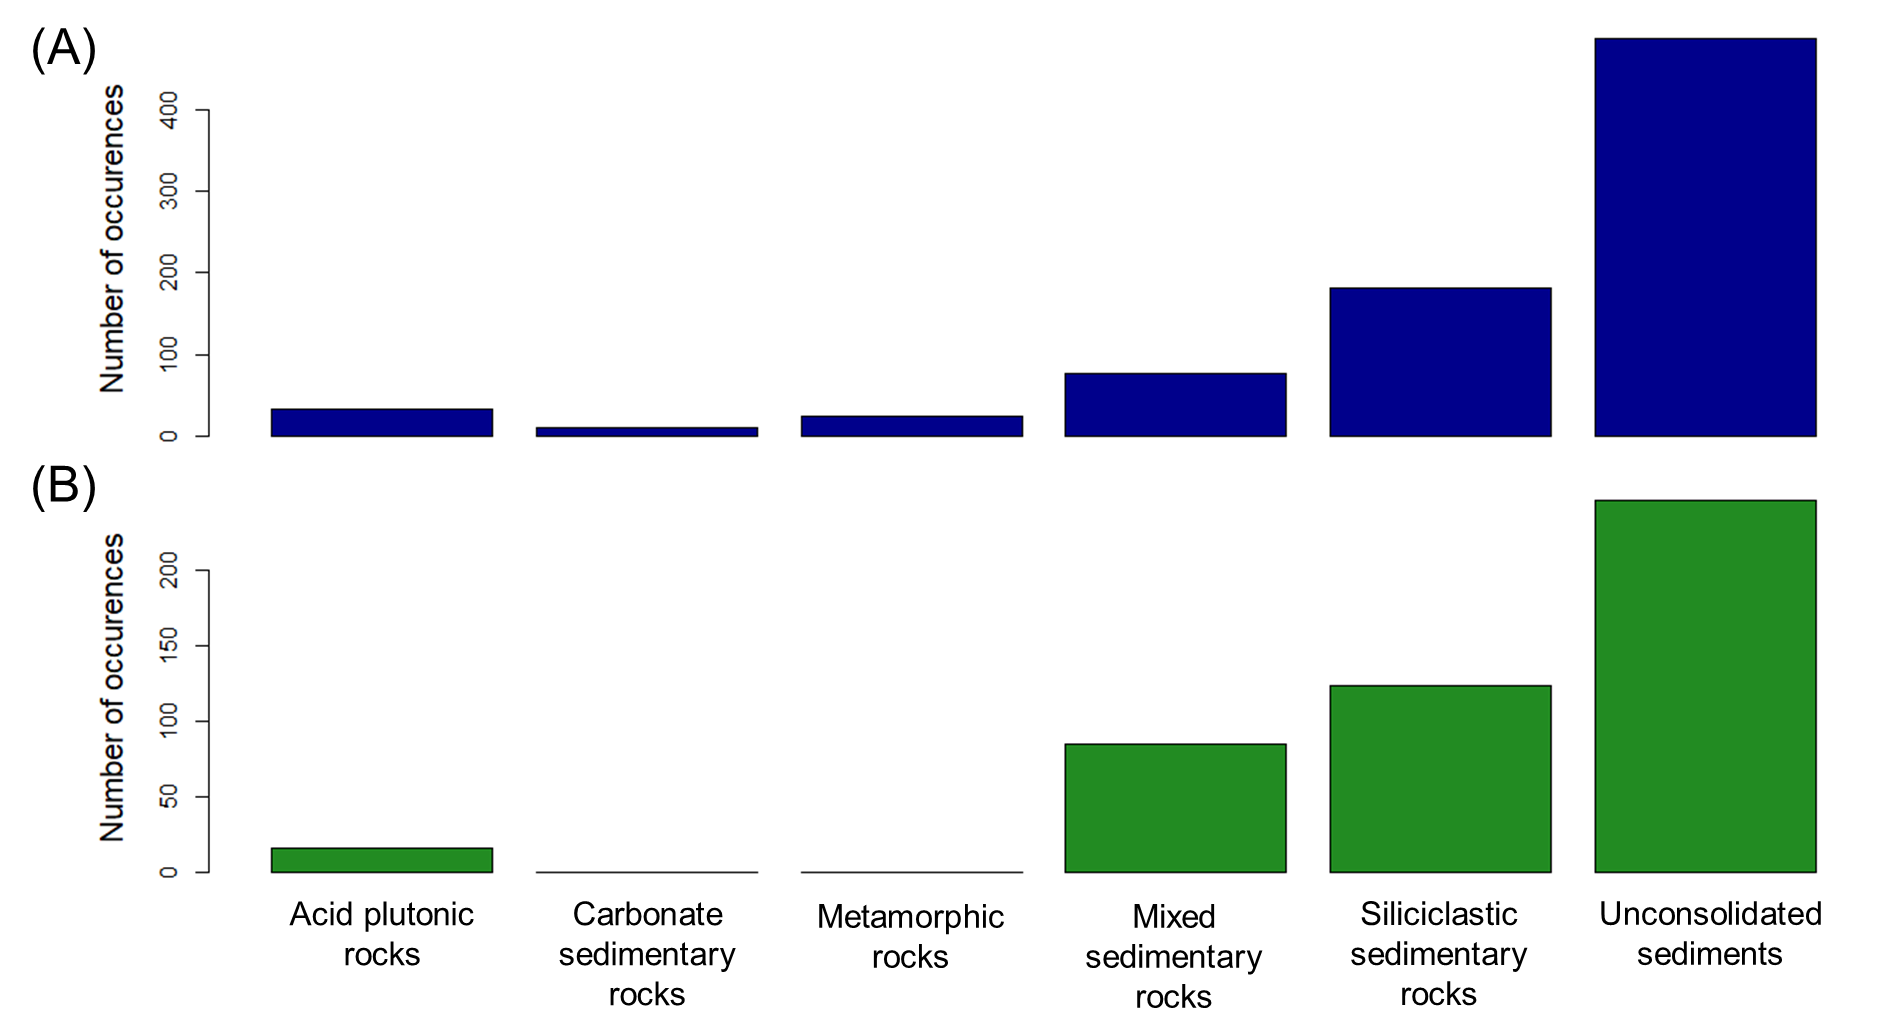 (A)
Number of occurences
400
300
200
100
0
(B)
Number of occurences
200
150
100
50
0
Acid plutonic
rocks
Carbonate
sedimentary
rocks
Metamorphic
rocks
Mixed
sedimentary
rocks
Siliciclastic
sedimentary
rocks
Unconsolidated
sediments